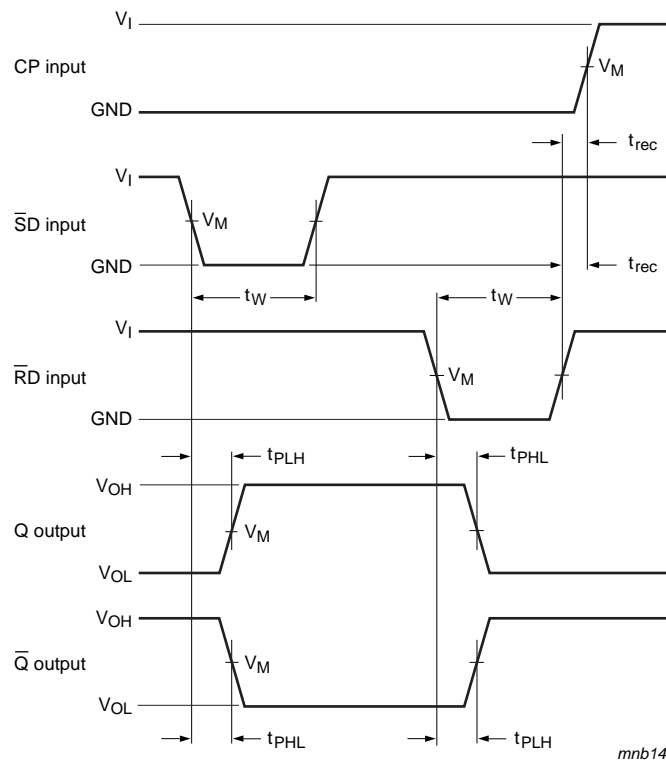 V_I
CP input
V_M
GND
t_rec
V_I
S̅D input
V_M
GND
t_rec
t_W
t_W
V_I
R̅D input
V_M
GND
t_PLH
t_PHL
V_OH
Q output
V_M
V_OL
V_OH
Q̅ output
V_M
V_OL
t_PHL
t_PLH
mnb14